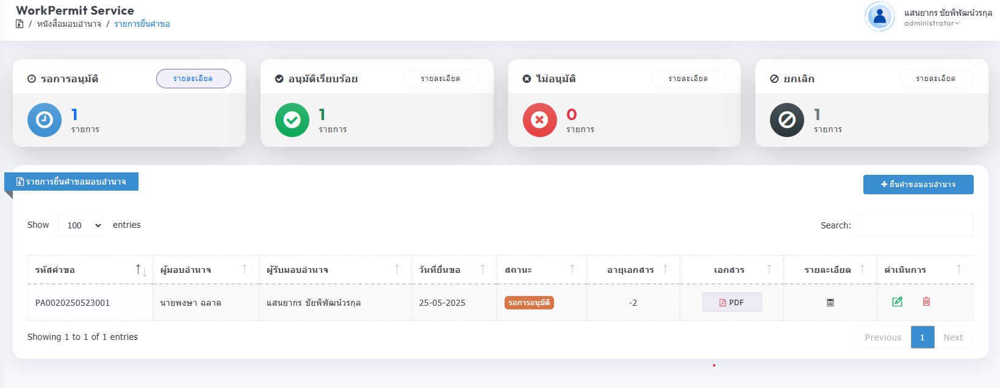 WorkPermit Service
/ หนังสือมอบอำนาจ / รายการยื่นคำขอ
แสนยากร ชัยพิพัฒน์วรกุล
administrator
รอการอนุมัติ รายละเอียด
1
รายการ
อนุมัติเรียบร้อย รายละเอียด
1
รายการ
ไม่อนุมัติ รายละเอียด
0
รายการ
ยกเลิก รายละเอียด
1
รายการ
รายการยื่นคำขอมอบอำนาจ
ยื่นคำขอมอบอำนาจ
Show 100 entries
Search:
รหัสคำขอ ผู้มอบอำนาจ ผู้รับมอบอำนาจ วันที่ยื่นขอ สถานะ อายุเอกสาร เอกสาร รายละเอียด ดำเนินการ
PA0020250523001 นายพงษา ฉลาด แสนยากร ชัยพิพัฒน์วรกุล 25-05-2025 รอการอนุมัติ -2 PDF
Showing 1 to 1 of 1 entries
Previous 1 Next